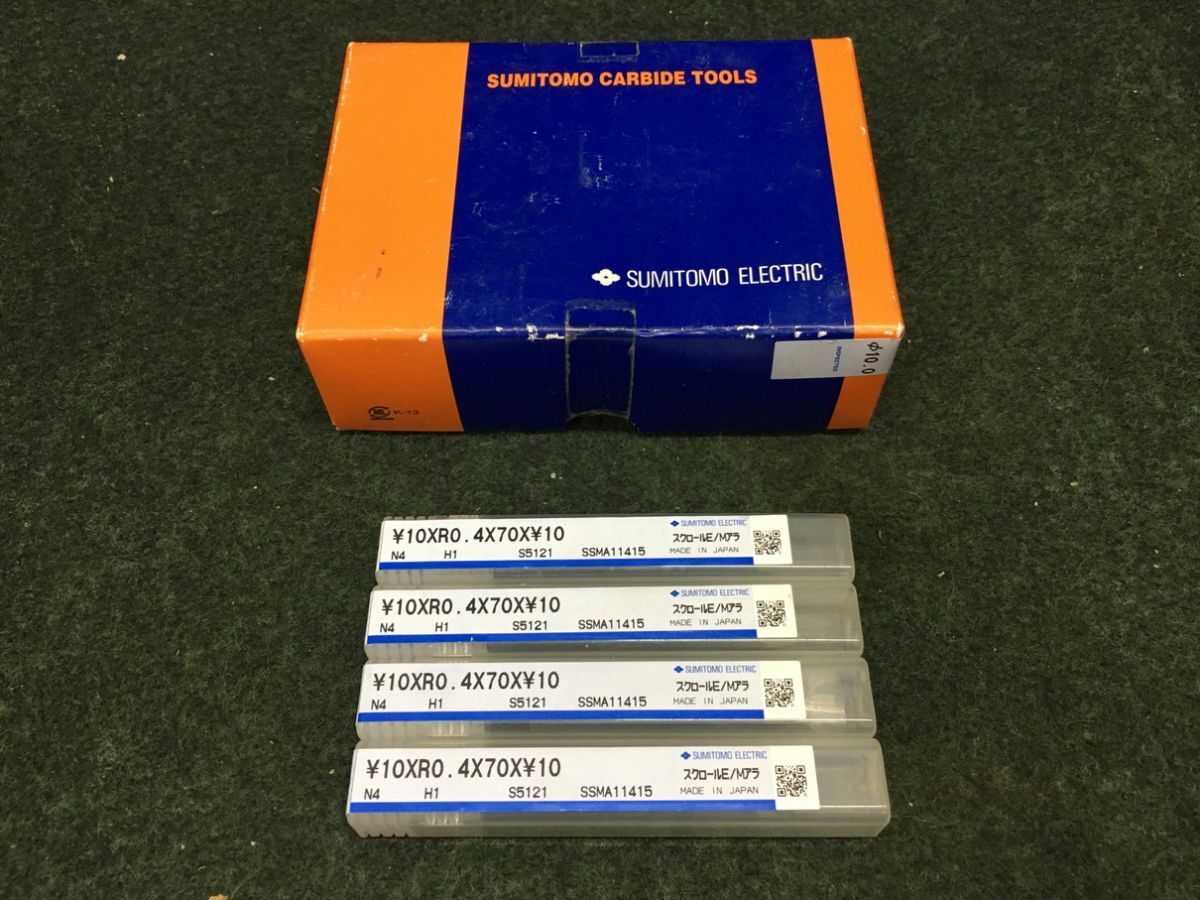 SUMITOMO CARBIDE TOOLS
SUMITOMO ELECTRIC
INSPECTED
φ10.0
K-13
¥10XR0.4X70X¥10
SUMITOMO ELECTRIC
スクロールE/Mアラ
N4 H1 S5121 SSMA11415 MADE IN JAPAN
¥10XR0.4X70X¥10
SUMITOMO ELECTRIC
スクロールE/Mアラ
N4 H1 S5121 SSMA11415 MADE IN JAPAN
¥10XR0.4X70X¥10
SUMITOMO ELECTRIC
スクロールE/Mアラ
N4 H1 S5121 SSMA11415 MADE IN JAPAN
¥10XR0.4X70X¥10
SUMITOMO ELECTRIC
スクロールE/Mアラ
N4 H1 S5121 SSMA11415 MADE IN JAPAN